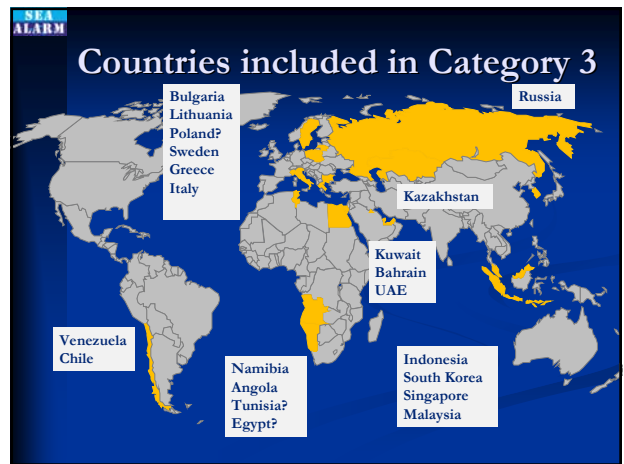 SEA
ALARM
Countries included in Category 3
Bulgaria
Lithuania
Poland?
Sweden
Greece
Italy
Russia
Kazakhstan
Kuwait
Bahrain
UAE
Venezuela
Chile
Namibia
Angola
Tunisia?
Egypt?
Indonesia
South Korea
Singapore
Malaysia